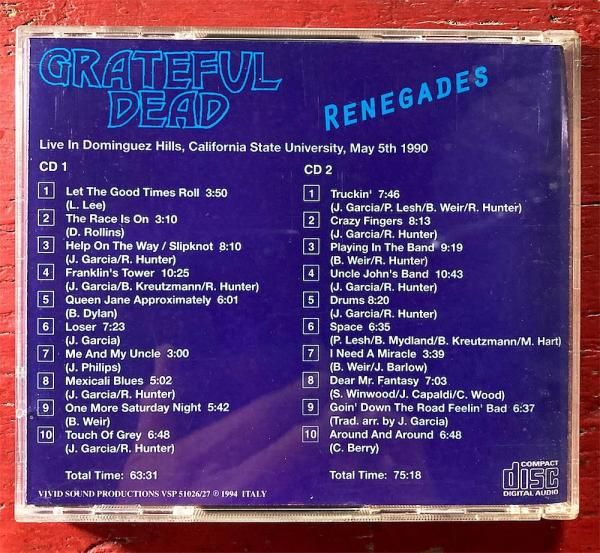 GRATEFUL
DEAD
RENEGADES
Live In Dominguez Hills, California State University, May 5th 1990
CD 1
1 Let The Good Times Roll 3:50
(L. Lee)
2 The Race Is On 3:10
(D. Rollins)
3 Help On The Way / Slipknot 8:10
(J. Garcia/R. Hunter)
4 Franklin's Tower 10:25
(J. Garcia/B. Kreutzmann/R. Hunter)
5 Queen Jane Approximately 6:01
(B. Dylan)
6 Loser 7:23
(J. Garcia)
7 Me And My Uncle 3:00
(J. Philips)
8 Mexicali Blues 5:02
(J. Garcia/R. Hunter)
9 One More Saturday Night 5:42
(B. Weir)
10 Touch Of Grey 6:48
(J. Garcia/R. Hunter)
Total Time: 63:31
CD 2
1 Truckin' 7:46
(J. Garcia/P. Lesh/B. Weir/R. Hunter)
2 Crazy Fingers 8:13
(J. Garcia/R. Hunter)
3 Playing In The Band 9:19
(B. Weir/R. Hunter)
4 Uncle John's Band 10:43
(J. Garcia/R. Hunter)
5 Drums 8:20
(J. Garcia/R. Hunter)
6 Space 6:35
(P. Lesh/B. Mydland/B. Kreutzmann/M. Hart)
7 I Need A Miracle 3:39
(B. Weir/J. Barlow)
8 Dear Mr. Fantasy 7:03
(S. Winwood/J. Capaldi/C. Wood)
9 Goin' Down The Road Feelin' Bad 6:37
(Trad. arr. by J. Garcia)
10 Around And Around 6:48
(C. Berry)
Total Time: 75:18
VIVID SOUND PRODUCTIONS VSP 51026/27 ℗ 1994 ITALY
COMPACT
disc
DIGITAL AUDIO